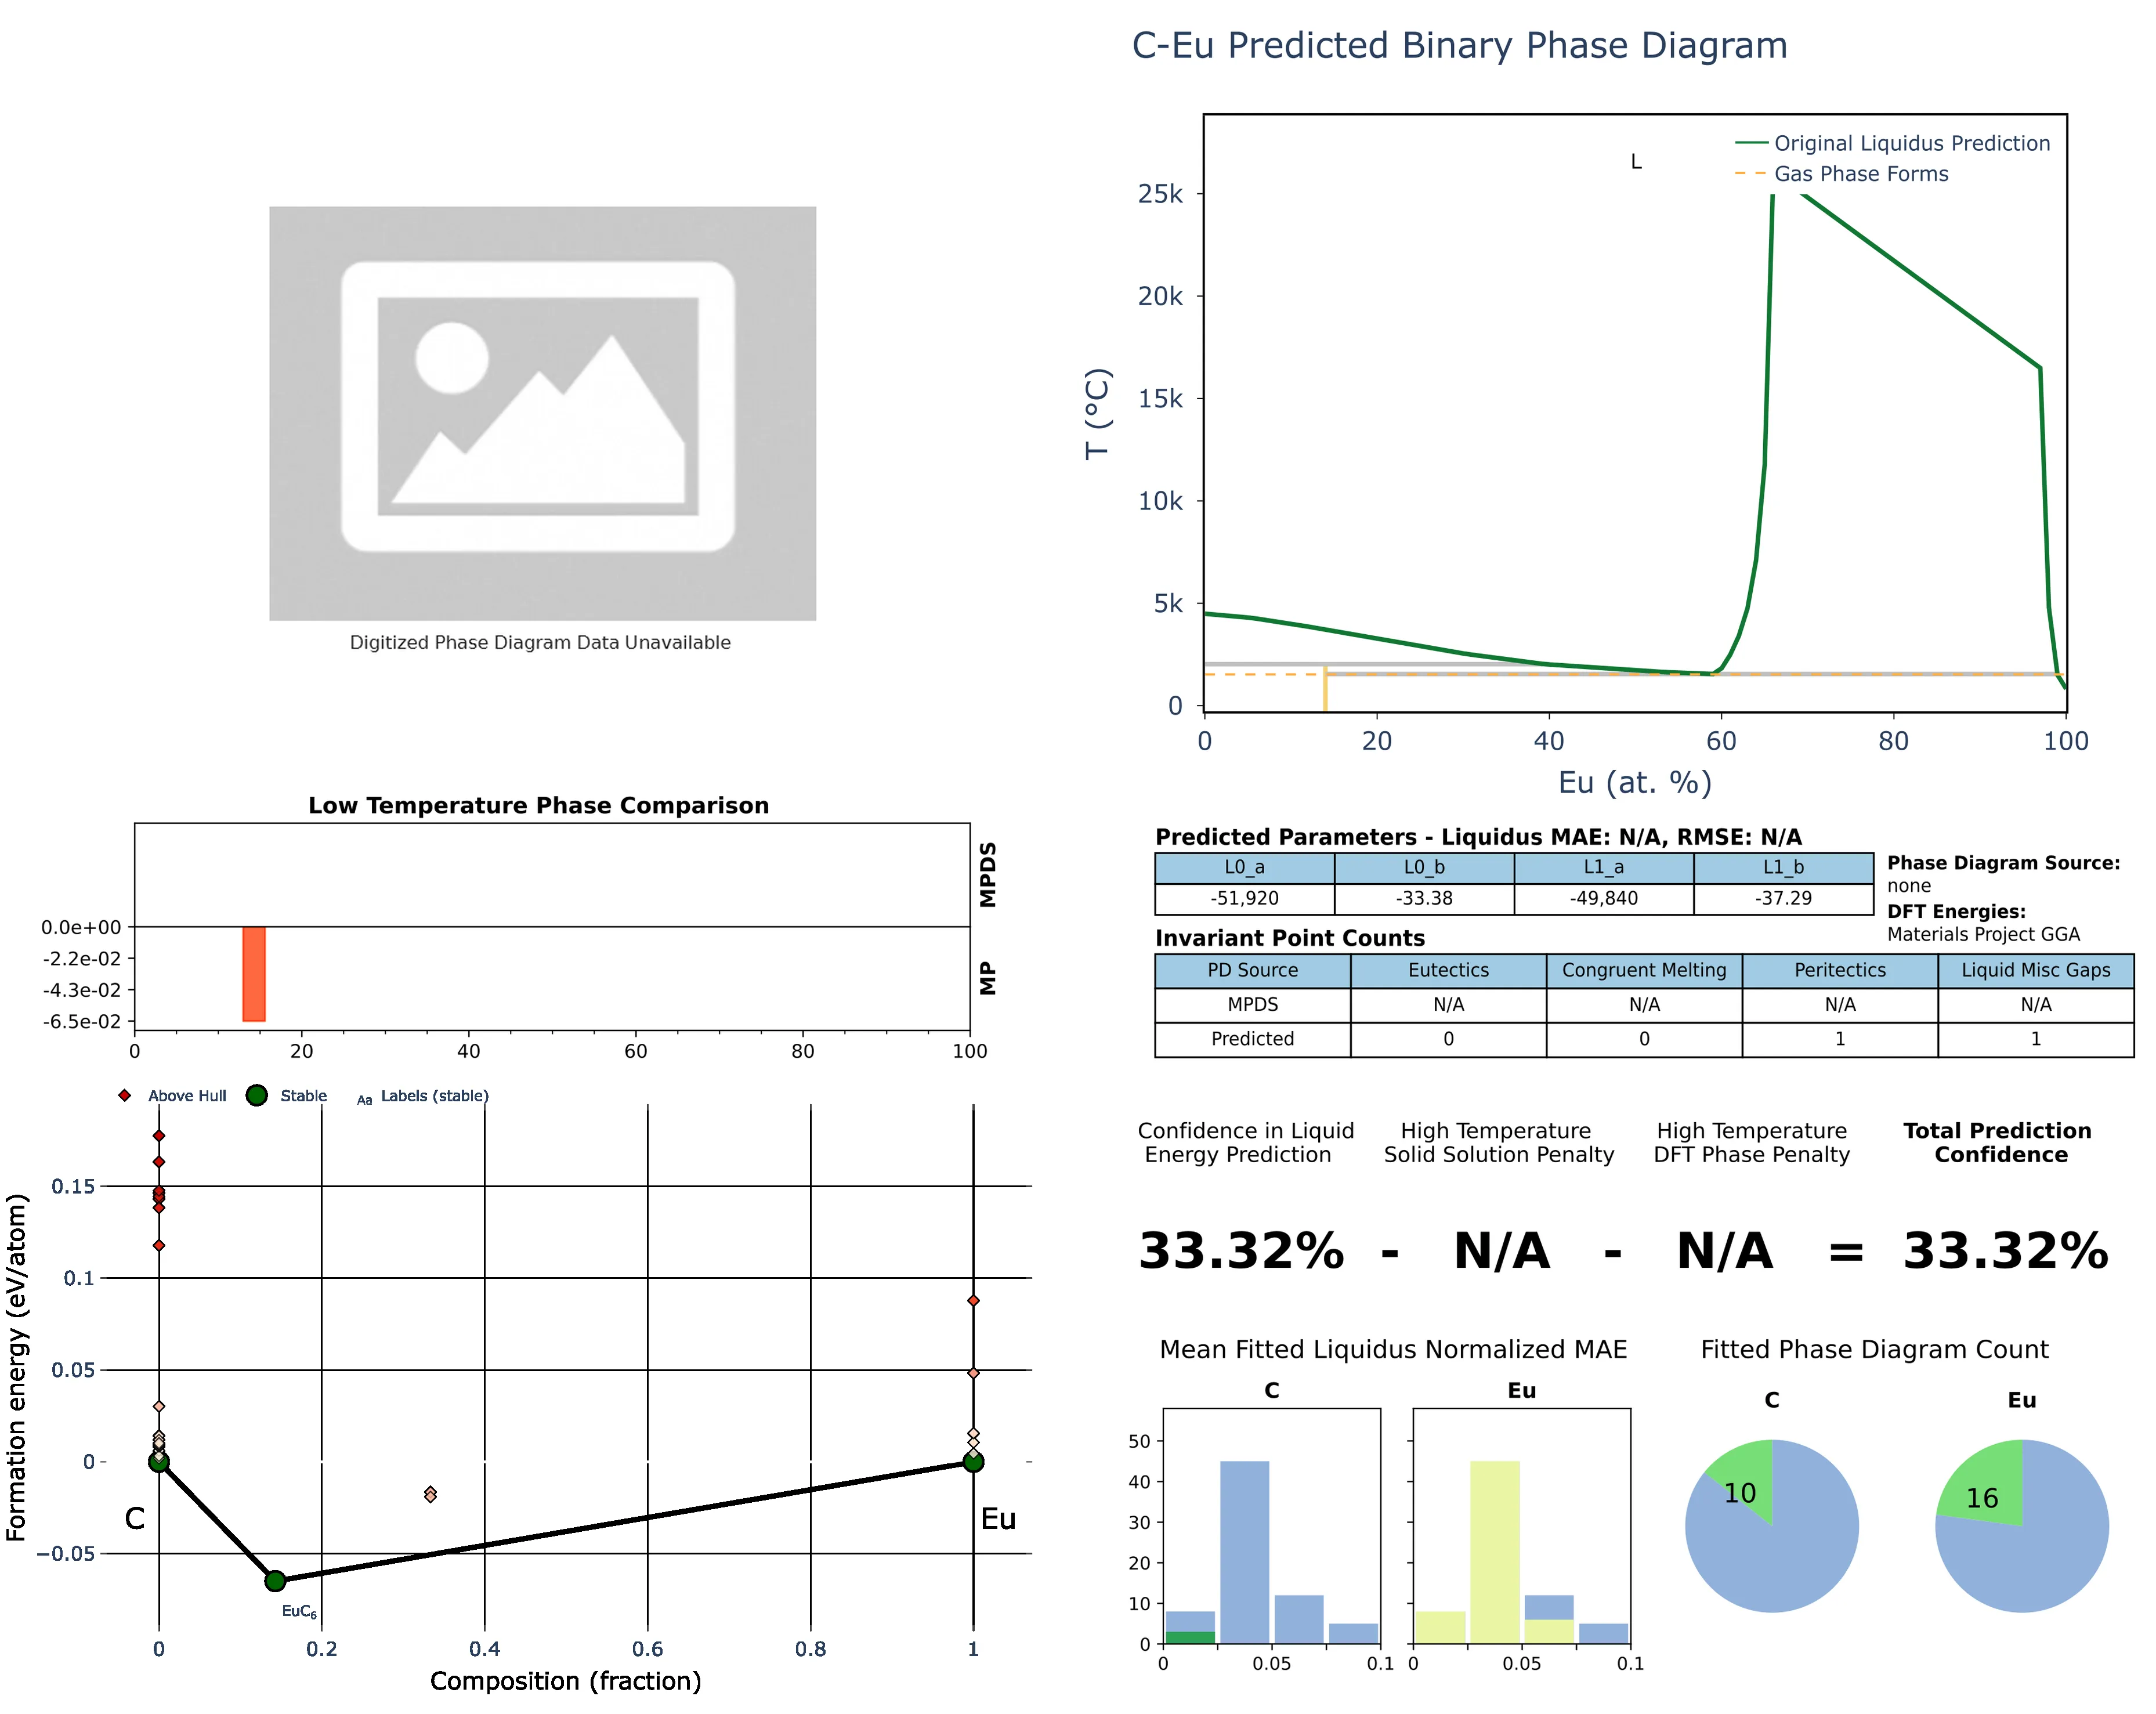 C-Eu Predicted Binary Phase Diagram
Digitized Phase Diagram Data Unavailable
L
Original Liquidus Prediction
Gas Phase Forms
25k
20k
15k
10k
5k
0
T (°C)
0 20 40 60 80 100
Eu (at. %)
Low Temperature Phase Comparison
MPDS
MP
0.0e+00
-2.2e-02
-4.3e-02
-6.5e-02
0 20 40 60 80 100
Predicted Parameters - Liquidus MAE: N/A, RMSE: N/A
L0_a L0_b L1_a L1_b
-51,920 -33.38 -49,840 -37.29
Phase Diagram Source:
none
DFT Energies:
Materials Project GGA
Invariant Point Counts
PD Source Eutectics Congruent Melting Peritectics Liquid Misc Gaps
MPDS N/A N/A N/A N/A
Predicted 0 0 1 1
Above Hull Stable Aa Labels (stable)
0.15
0.1
0.05
0
−0.05
Formation energy (eV/atom)
C
Eu
EuC6
0 0.2 0.4 0.6 0.8 1
Composition (fraction)
Confidence in Liquid
Energy Prediction
High Temperature
Solid Solution Penalty
High Temperature
DFT Phase Penalty
Total Prediction
Confidence
33.32% - N/A - N/A = 33.32%
Mean Fitted Liquidus Normalized MAE
C
Eu
50
40
30
20
10
0
0 0.05 0.1
0 0.05 0.1
Fitted Phase Diagram Count
C
Eu
10
16